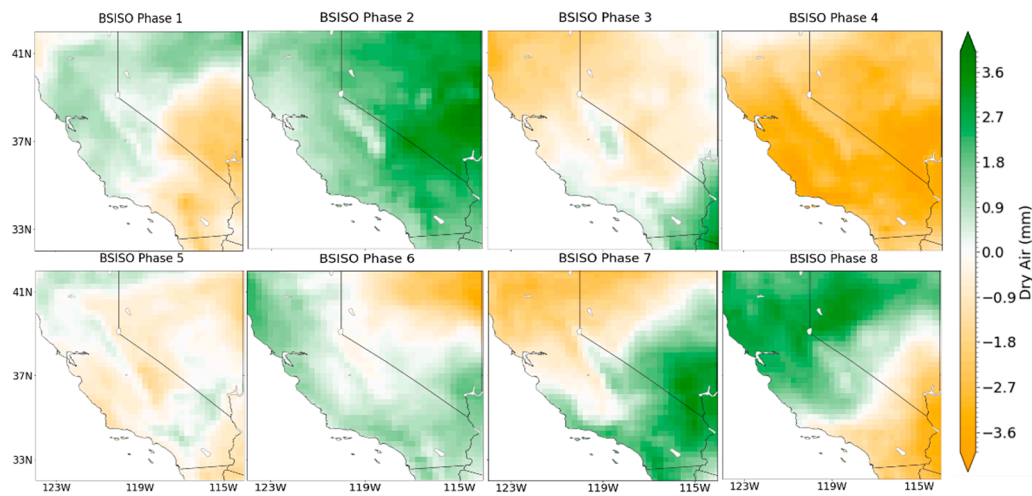 BSISO Phase 1
BSISO Phase 2
BSISO Phase 3
BSISO Phase 4
41N
37N
33N
3.6
2.7
1.8
0.9
0.0
−0.9
−1.8
−2.7
−3.6
Dry Air (mm)
BSISO Phase 5
BSISO Phase 6
BSISO Phase 7
BSISO Phase 8
41N
37N
33N
123W 119W 115W
123W 119W 115W
123W 119W 115W
123W 119W 115W